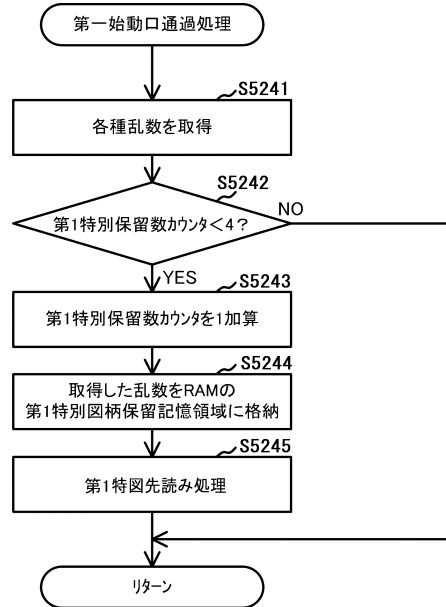 第一始動口通過処理
S5241
各種乱数を取得
S5242
第1特別保留数カウンタ<4?
NO
YES
S5243
第1特別保留数カウンタを1加算
S5244
取得した乱数をRAMの
第1特別図柄保留記憶領域に格納
S5245
第1特図先読み処理
リターン